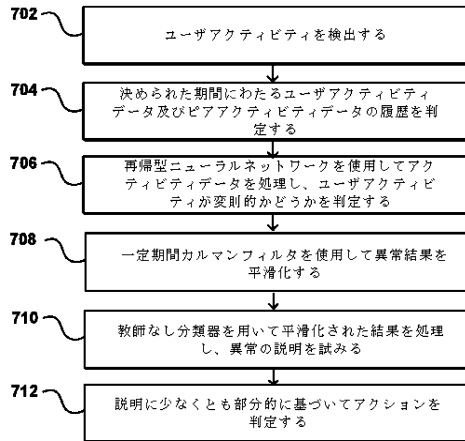 702
ユーザアクティビティを検出する
704
決められた期間にわたるユーザアクティビティ
データ及びピアアクティビティデータの履歴を判
定する
706
再帰型ニューラルネットワークを使用してアク
ティビティデータを処理し、ユーザアクティビ
ティが変則的かどうかを判定する
708
一定期間カルマンフィルタを使用して異常結果を
平滑化する
710
教師なし分類器を用いて平滑化された結果を処理
し、異常の説明を試みる
712
説明に少なくとも部分的に基づいてアクションを
判定する